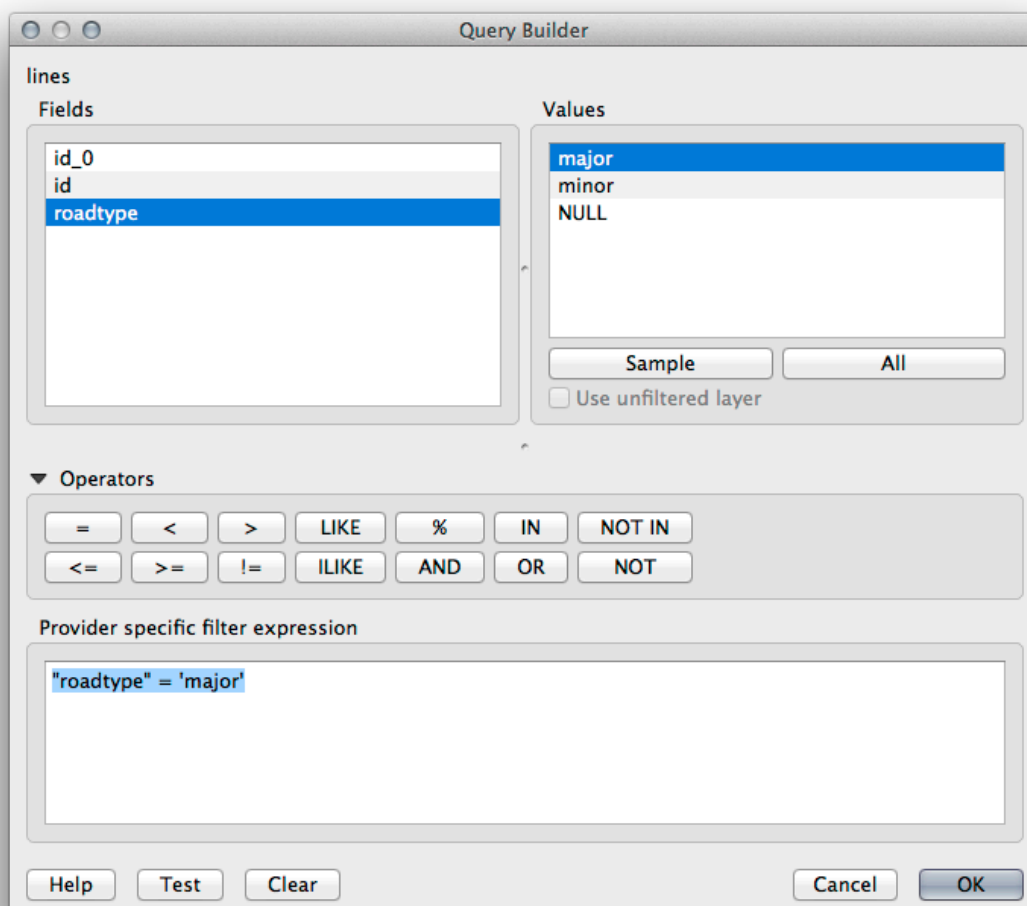 Query Builder
lines
Fields
id_0
id
roadtype
Values
major
minor
NULL
Sample All
Use unfiltered layer
Operators
= < > LIKE % IN NOT IN
<= >= != ILIKE AND OR NOT
Provider specific filter expression
"roadtype" = 'major'
Help Test Clear Cancel OK